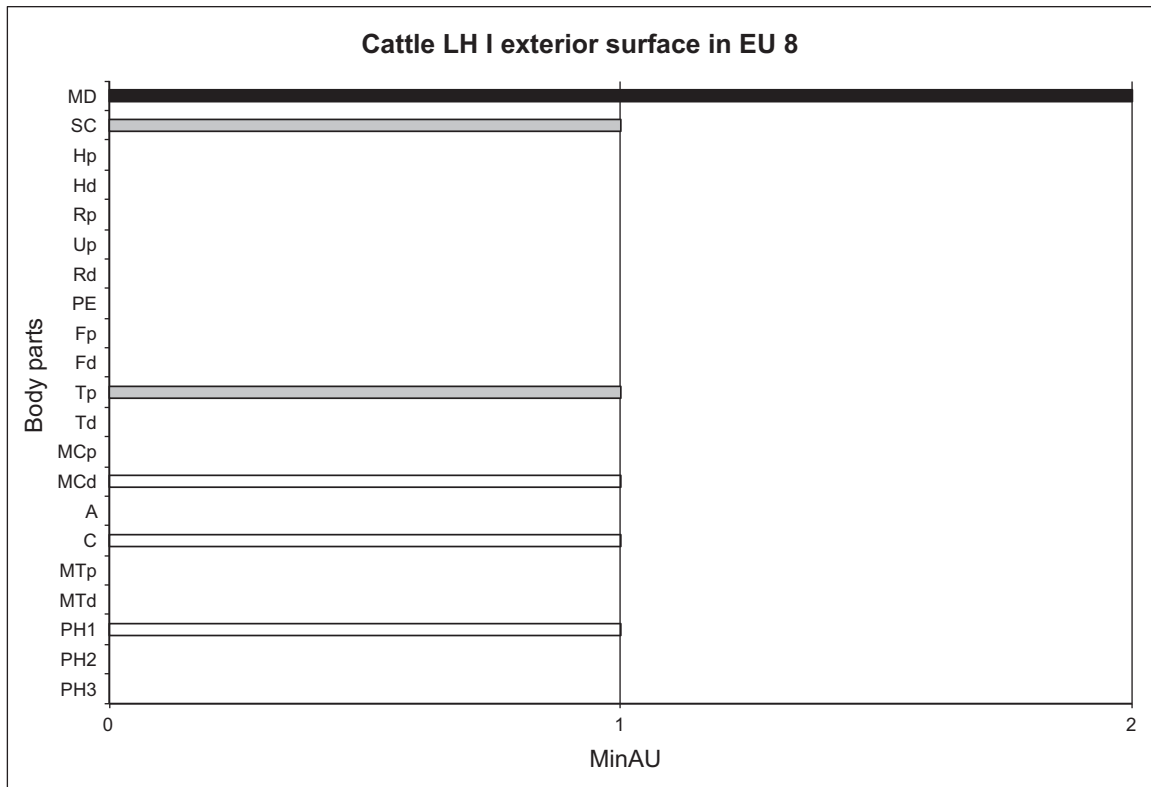 Cattle LH I exterior surface in EU 8
Body parts
MD
SC
Hp
Hd
Rp
Up
Rd
PE
Fp
Fd
Tp
Td
MCp
MCd
A
C
MTp
MTd
PH1
PH2
PH3
0 1 2
MinAU